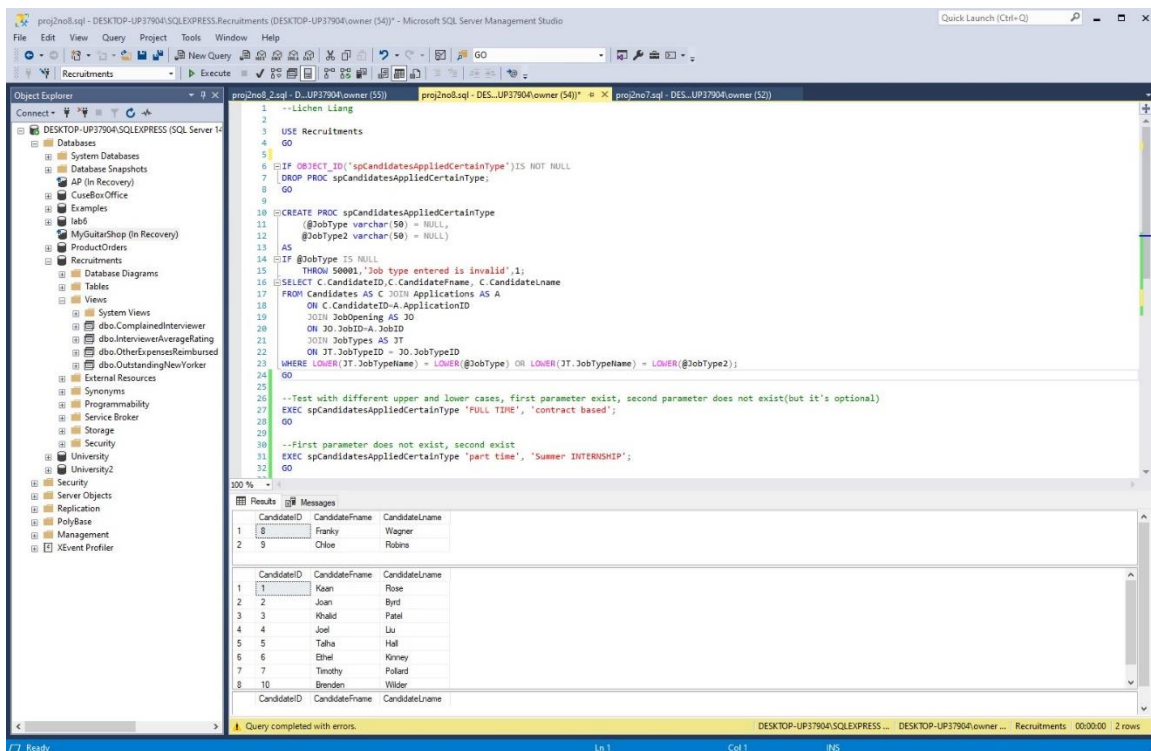 proj2no8.sql - DESKTOP-UP37904\SQLEXPRESS.Recruitments (DESKTOP-UP37904\owner (54))* - Microsoft SQL Server Management Studio
Quick Launch (Ctrl+Q)
File Edit View Query Project Tools Window Help
New Query
GO
Recruitments
Execute
Object Explorer
Connect
DESKTOP-UP37904\SQLEXPRESS (SQL Server 14
Databases
System Databases
Database Snapshots
AP (In Recovery)
CuseBoxOffice
Examples
lab6
MyGuitarShop (In Recovery)
ProductOrders
Recruitments
Database Diagrams
Tables
Views
System Views
dbo.ComplainedInterviewer
dbo.InterviewerAverageRating
dbo.OtherExpensesReimbursed
dbo.OutstandingNewYorker
External Resources
Synonyms
Programmability
Service Broker
Storage
Security
University
University2
Security
Server Objects
Replication
PolyBase
Management
XEvent Profiler
proj2no8_2.sql - D...UP37904\owner (55))
proj2no8.sql - DES...UP37904\owner (54))*
proj2no7.sql - DES...UP37904\owner (52))
1 --Lichen Liang
2
3 USE Recruitments
4 GO
5
6 IF OBJECT_ID('spCandidatesAppliedCertainType')IS NOT NULL
7 DROP PROC spCandidatesAppliedCertainType;
8 GO
9
10 CREATE PROC spCandidatesAppliedCertainType
11 (@JobType varchar(50) = NULL,
12 @JobType2 varchar(50) = NULL)
13 AS
14 IF @JobType IS NULL
15 THROW 50001,'Job type entered is invalid',1;
16 SELECT C.CandidateID,C.CandidateFname, C.CandidateLname
17 FROM Candidates AS C JOIN Applications AS A
18 ON C.CandidateID=A.ApplicationID
19 JOIN JobOpening AS JO
20 ON JO.JobID=A.JobID
21 JOIN JobTypes AS JT
22 ON JT.JobTypeID = JO.JobTypeID
23 WHERE LOWER(JT.JobTypeName) = LOWER(@JobType) OR LOWER(JT.JobTypeName) = LOWER(@JobType2);
24 GO
25
26 --Test with different upper and lower cases, first parameter exist, second parameter does not exist(but it's optional)
27 EXEC spCandidatesAppliedCertainType 'FULL TIME', 'contract based';
28 GO
29
30 --First parameter does not exist, second exist
31 EXEC spCandidatesAppliedCertainType 'part time', 'Summer INTERNSHIP';
32 GO
100 %
Results Messages
CandidateID CandidateFname CandidateLname
1 8 Franky Wagner
2 9 Chloe Robins
CandidateID CandidateFname CandidateLname
1 1 Kaan Rose
2 2 Joan Byrd
3 3 Khalid Patel
4 4 Joel Liu
5 5 Talha Hall
6 6 Ethel Kinney
7 7 Timothy Pollard
8 10 Brenden Wilder
CandidateID CandidateFname CandidateLname
Query completed with errors.
DESKTOP-UP37904\SQLEXPRESS ... DESKTOP-UP37904\owner ... Recruitments 00:00:00 2 rows
Ready
Ln 1 Col 1 INS